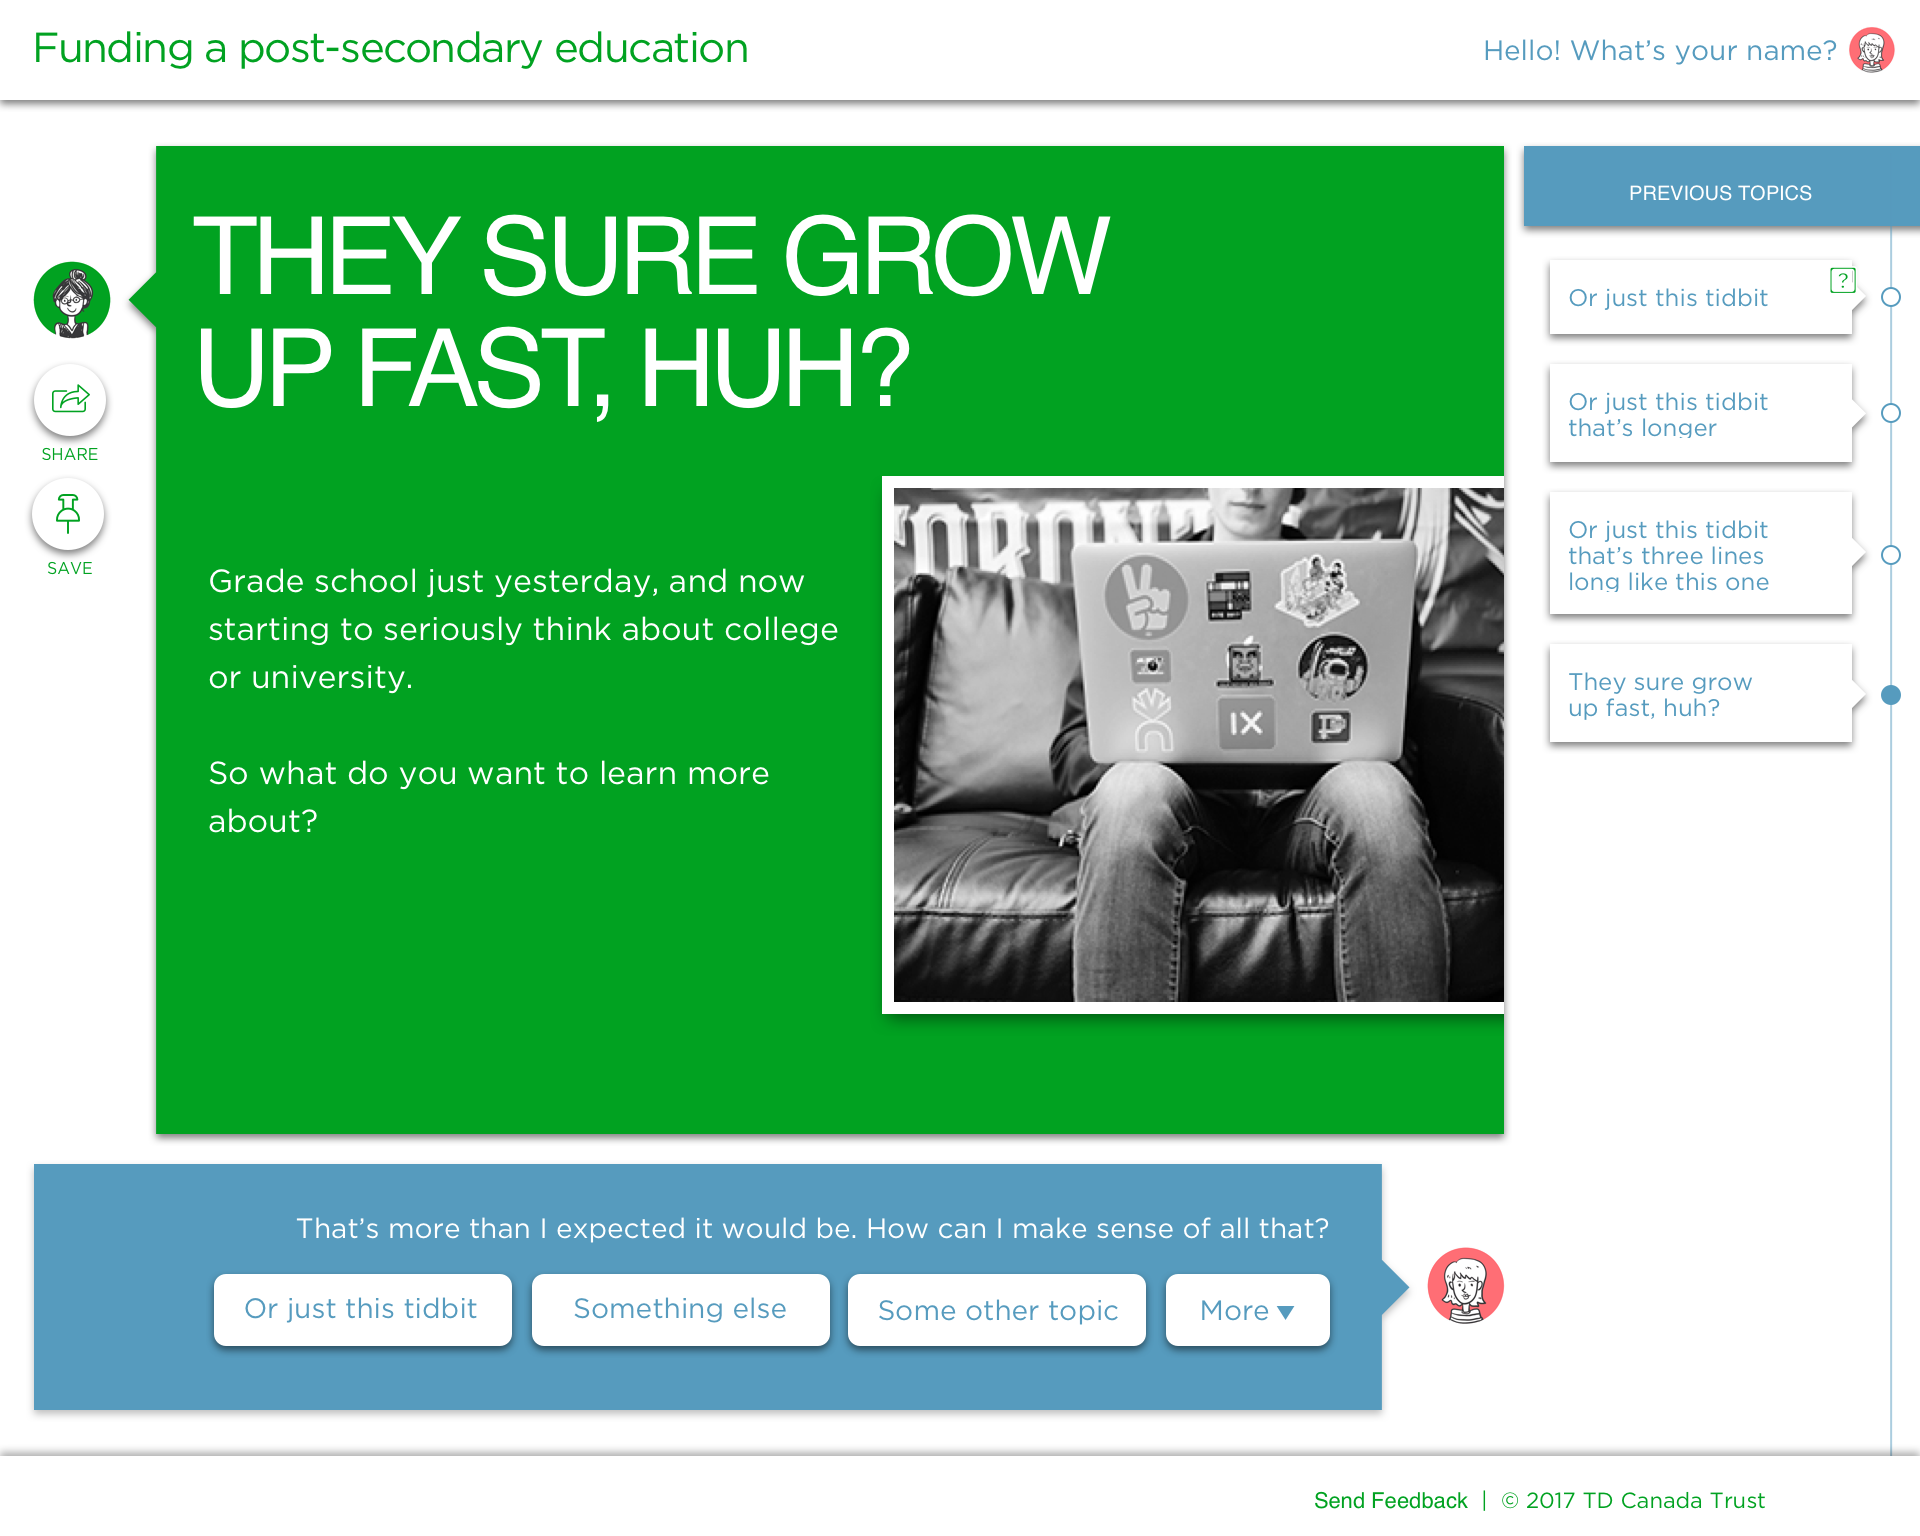 Funding a post-secondary education
Hello! What's your name?
THEY SURE GROW
UP FAST, HUH?
Grade school just yesterday, and now
starting to seriously think about college
or university.
So what do you want to learn more
about?
SHARE
SAVE
IX
PREVIOUS TOPICS
Or just this tidbit
?
Or just this tidbit
that's longer
Or just this tidbit
that's three lines
long like this one
They sure grow
up fast, huh?
That's more than I expected it would be. How can I make sense of all that?
Or just this tidbit
Something else
Some other topic
More
Send Feedback | © 2017 TD Canada Trust